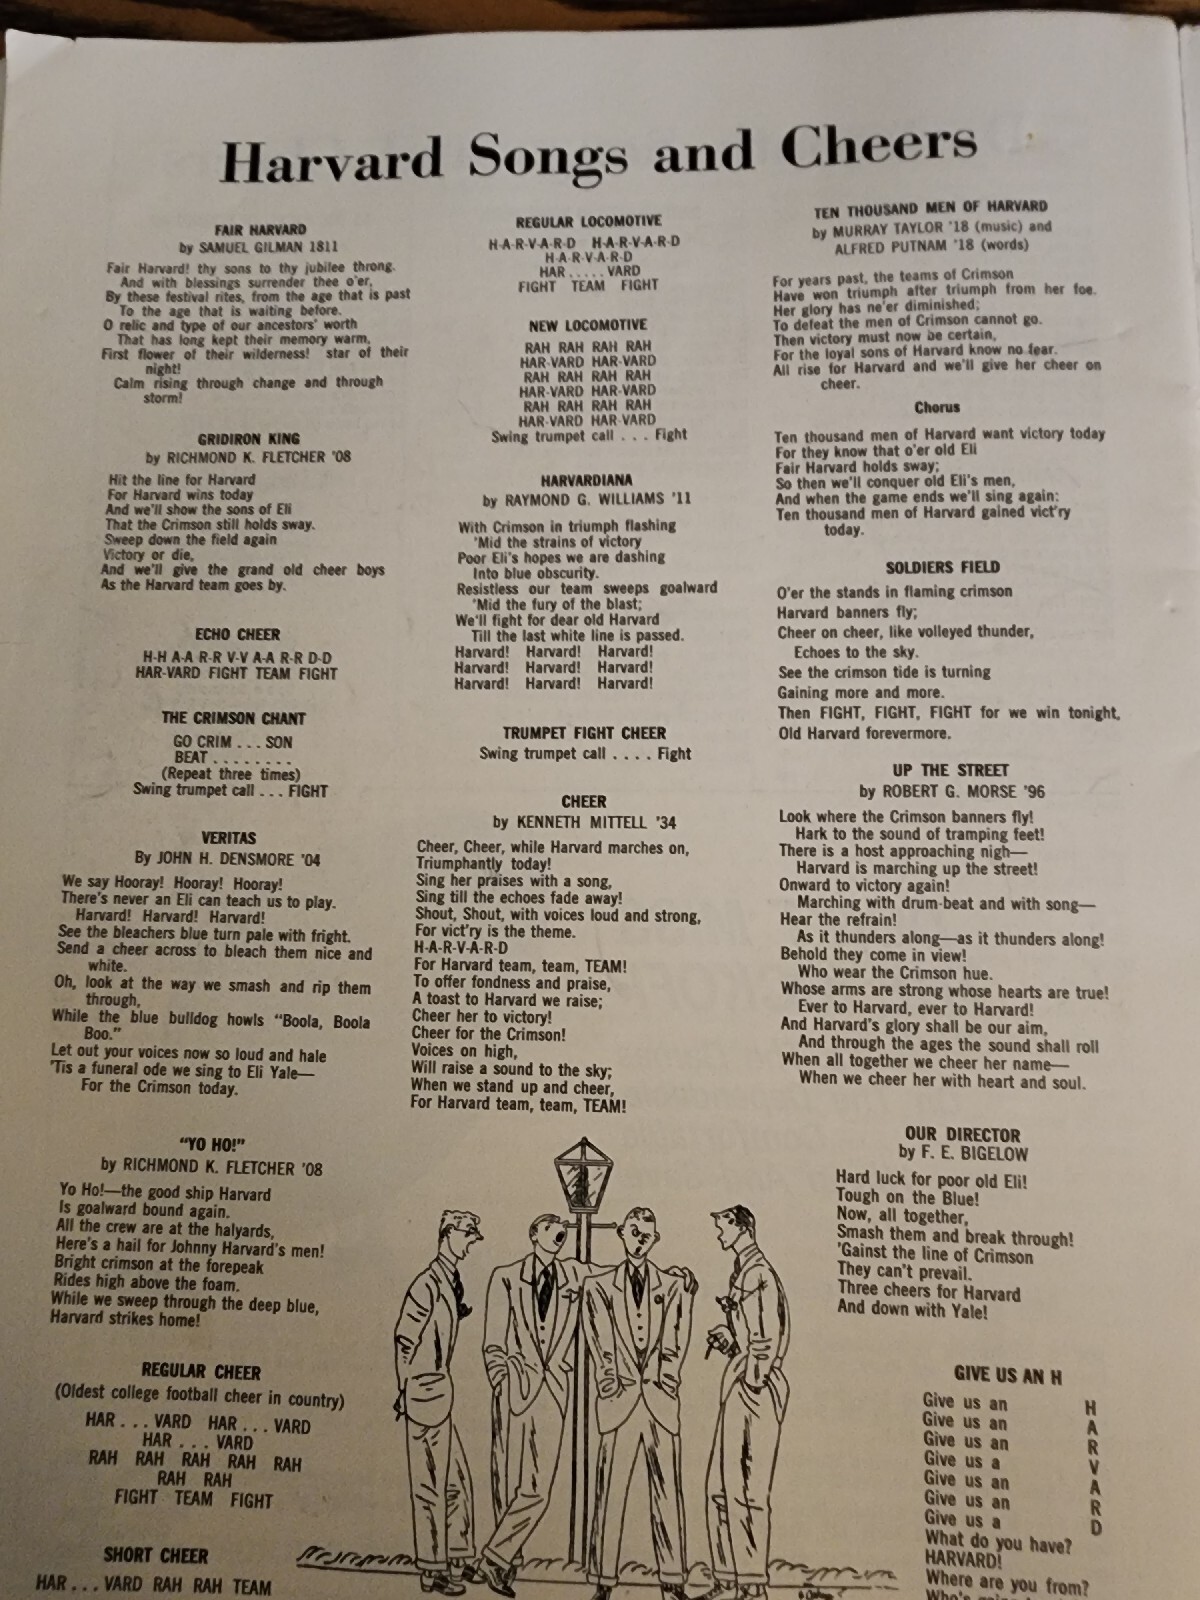 Harvard Songs and Cheers
FAIR HARVARD
by SAMUEL GILMAN 1811
Fair Harvard! thy sons to thy jubilee throng.
And with blessings surrender thee o'er,
By these festival rites, from the age that is past
To the age that is waiting before.
O relic and type of our ancestors' worth
That has long kept their memory warm,
First flower of their wilderness! star of their
night!
Calm rising through change and through
storm!
GRIDIRON KING
by RICHMOND K. FLETCHER '08
Hit the line for Harvard
For Harvard wins today
And we'll show the sons of Eli
That the Crimson still holds sway.
Sweep down the field again
Victory or die,
And we'll give the grand old cheer boys
As the Harvard team goes by.
ECHO CHEER
H-H A-A R-R V-V A-A R-R D-D
HAR-VARD FIGHT TEAM FIGHT
THE CRIMSON CHANT
GO CRIM . . . SON
BEAT . . . . . . . .
(Repeat three times)
Swing trumpet call . . . FIGHT
VERITAS
By JOHN H. DENSMORE '04
We say Hooray! Hooray! Hooray!
There's never an Eli can teach us to play.
Harvard! Harvard! Harvard!
See the bleachers blue turn pale with fright.
Send a cheer across to bleach them nice and
white.
Oh, look at the way we smash and rip them
through,
While the blue bulldog howls "Boola, Boola
Boo."
Let out your voices now so loud and hale
'Tis a funeral ode we sing to Eli Yale—
For the Crimson today.
"YO HO!"
by RICHMOND K. FLETCHER '08
Yo Ho!—the good ship Harvard
Is goalward bound again.
All the crew are at the halyards,
Here's a hail for Johnny Harvard's men!
Bright crimson at the forepeak
Rides high above the foam.
While we sweep through the deep blue,
Harvard strikes home!
REGULAR CHEER
(Oldest college football cheer in country)
HAR . . . VARD HAR . . . VARD
HAR . . . VARD
RAH RAH RAH RAH RAH
RAH RAH
FIGHT TEAM FIGHT
SHORT CHEER
HAR . . . VARD RAH RAH TEAM
REGULAR LOCOMOTIVE
H-A-R-V-A-R-D H-A-R-V-A-R-D
H-A-R-V-A-R-D
HAR . . . . . VARD
FIGHT TEAM FIGHT
NEW LOCOMOTIVE
RAH RAH RAH RAH
HAR-VARD HAR-VARD
RAH RAH RAH RAH
HAR-VARD HAR-VARD
RAH RAH RAH RAH
HAR-VARD HAR-VARD
Swing trumpet call . . . Fight
HARVARDIANA
by RAYMOND G. WILLIAMS '11
With Crimson in triumph flashing
'Mid the strains of victory
Poor Eli's hopes we are dashing
Into blue obscurity.
Resistless our team sweeps goalward
'Mid the fury of the blast;
We'll fight for dear old Harvard
Till the last white line is passed.
Harvard! Harvard! Harvard!
Harvard! Harvard! Harvard!
Harvard! Harvard! Harvard!
TRUMPET FIGHT CHEER
Swing trumpet call . . . . Fight
CHEER
by KENNETH MITTELL '34
Cheer, Cheer, while Harvard marches on,
Triumphantly today!
Sing her praises with a song,
Sing till the echoes fade away!
Shout, Shout, with voices loud and strong,
For vict'ry is the theme.
H-A-R-V-A-R-D
For Harvard team, team, TEAM!
To offer fondness and praise,
A toast to Harvard we raise;
Cheer her to victory!
Cheer for the Crimson!
Voices on high,
Will raise a sound to the sky;
When we stand up and cheer,
For Harvard team, team, TEAM!
TEN THOUSAND MEN OF HARVARD
by MURRAY TAYLOR '18 (music) and
ALFRED PUTNAM '18 (words)
For years past, the teams of Crimson
Have won triumph after triumph from her foe.
Her glory has ne'er diminished;
To defeat the men of Crimson cannot go.
Then victory must now be certain,
For the loyal sons of Harvard know no fear.
All rise for Harvard and we'll give her cheer on
cheer.
Chorus
Ten thousand men of Harvard want victory today
For they know that o'er old Eli
Fair Harvard holds sway;
So then we'll conquer old Eli's men,
And when the game ends we'll sing again:
Ten thousand men of Harvard gained vict'ry
today.
SOLDIERS FIELD
O'er the stands in flaming crimson
Harvard banners fly;
Cheer on cheer, like volleyed thunder,
Echoes to the sky.
See the crimson tide is turning
Gaining more and more.
Then FIGHT, FIGHT, FIGHT for we win tonight,
Old Harvard forevermore.
UP THE STREET
by ROBERT G. MORSE '96
Look where the Crimson banners fly!
Hark to the sound of tramping feet!
There is a host approaching nigh—
Harvard is marching up the street!
Onward to victory again!
Marching with drum-beat and with song—
Hear the refrain!
As it thunders along—as it thunders along!
Behold they come in view!
Who wear the Crimson hue.
Whose arms are strong whose hearts are true!
Ever to Harvard, ever to Harvard!
And Harvard's glory shall be our aim,
And through the ages the sound shall roll
When all together we cheer her name—
When we cheer her with heart and soul.
OUR DIRECTOR
by F. E. BIGELOW
Hard luck for poor old Eli!
Tough on the Blue!
Now, all together,
Smash them and break through!
'Gainst the line of Crimson
They can't prevail.
Three cheers for Harvard
And down with Yale!
GIVE US AN H
Give us an H
Give us an A
Give us an R
Give us a V
Give us an A
Give us an R
Give us a D
What do you have?
HARVARD!
Where are you from?